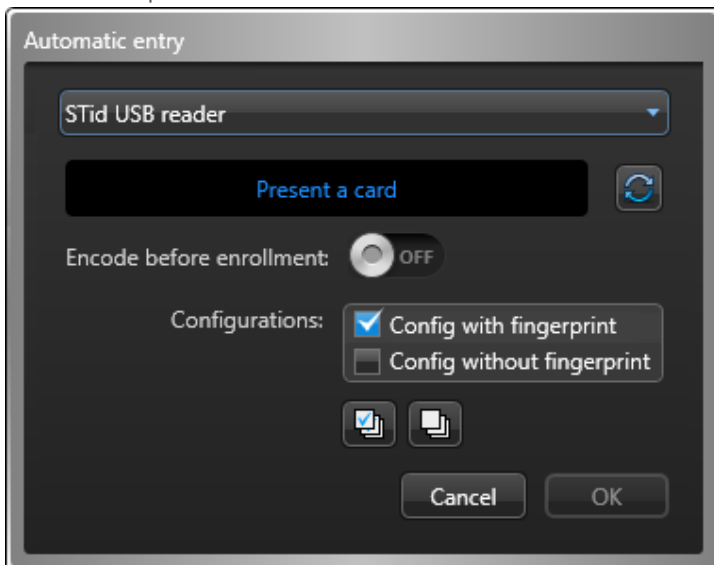 Automatic entry
STid USB reader
Present a card
Encode before enrollment: OFF
Configurations: Config with fingerprint
Config without fingerprint
Cancel OK